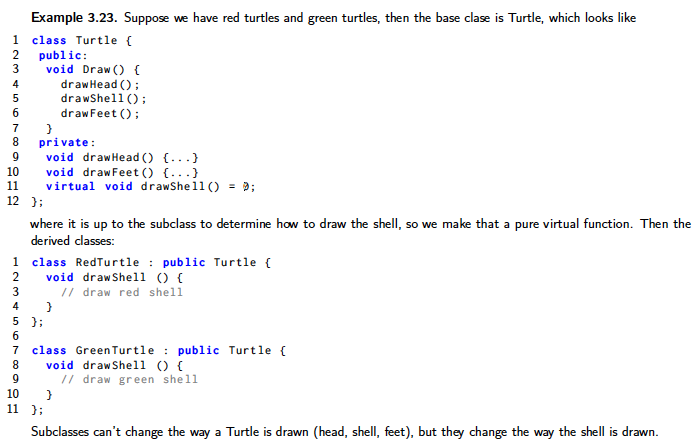 Example 3.23. Suppose we have red turtles and green turtles, then the base clase is Turtle, which looks like
1 class Turtle {
2 public:
3 void Draw() {
4 drawHead();
5 drawShell();
6 drawFeet();
7 }
8 private:
9 void drawHead() {...}
10 void drawFeet() {...}
11 virtual void drawShell() = 0;
12 };
where it is up to the subclass to determine how to draw the shell, so we make that a pure virtual function. Then the
derived classes:
1 class RedTurtle : public Turtle {
2 void drawShell () {
3 // draw red shell
4 }
5 };
6
7 class GreenTurtle : public Turtle {
8 void drawShell () {
9 // draw green shell
10 }
11 };
Subclasses can't change the way a Turtle is drawn (head, shell, feet), but they change the way the shell is drawn.